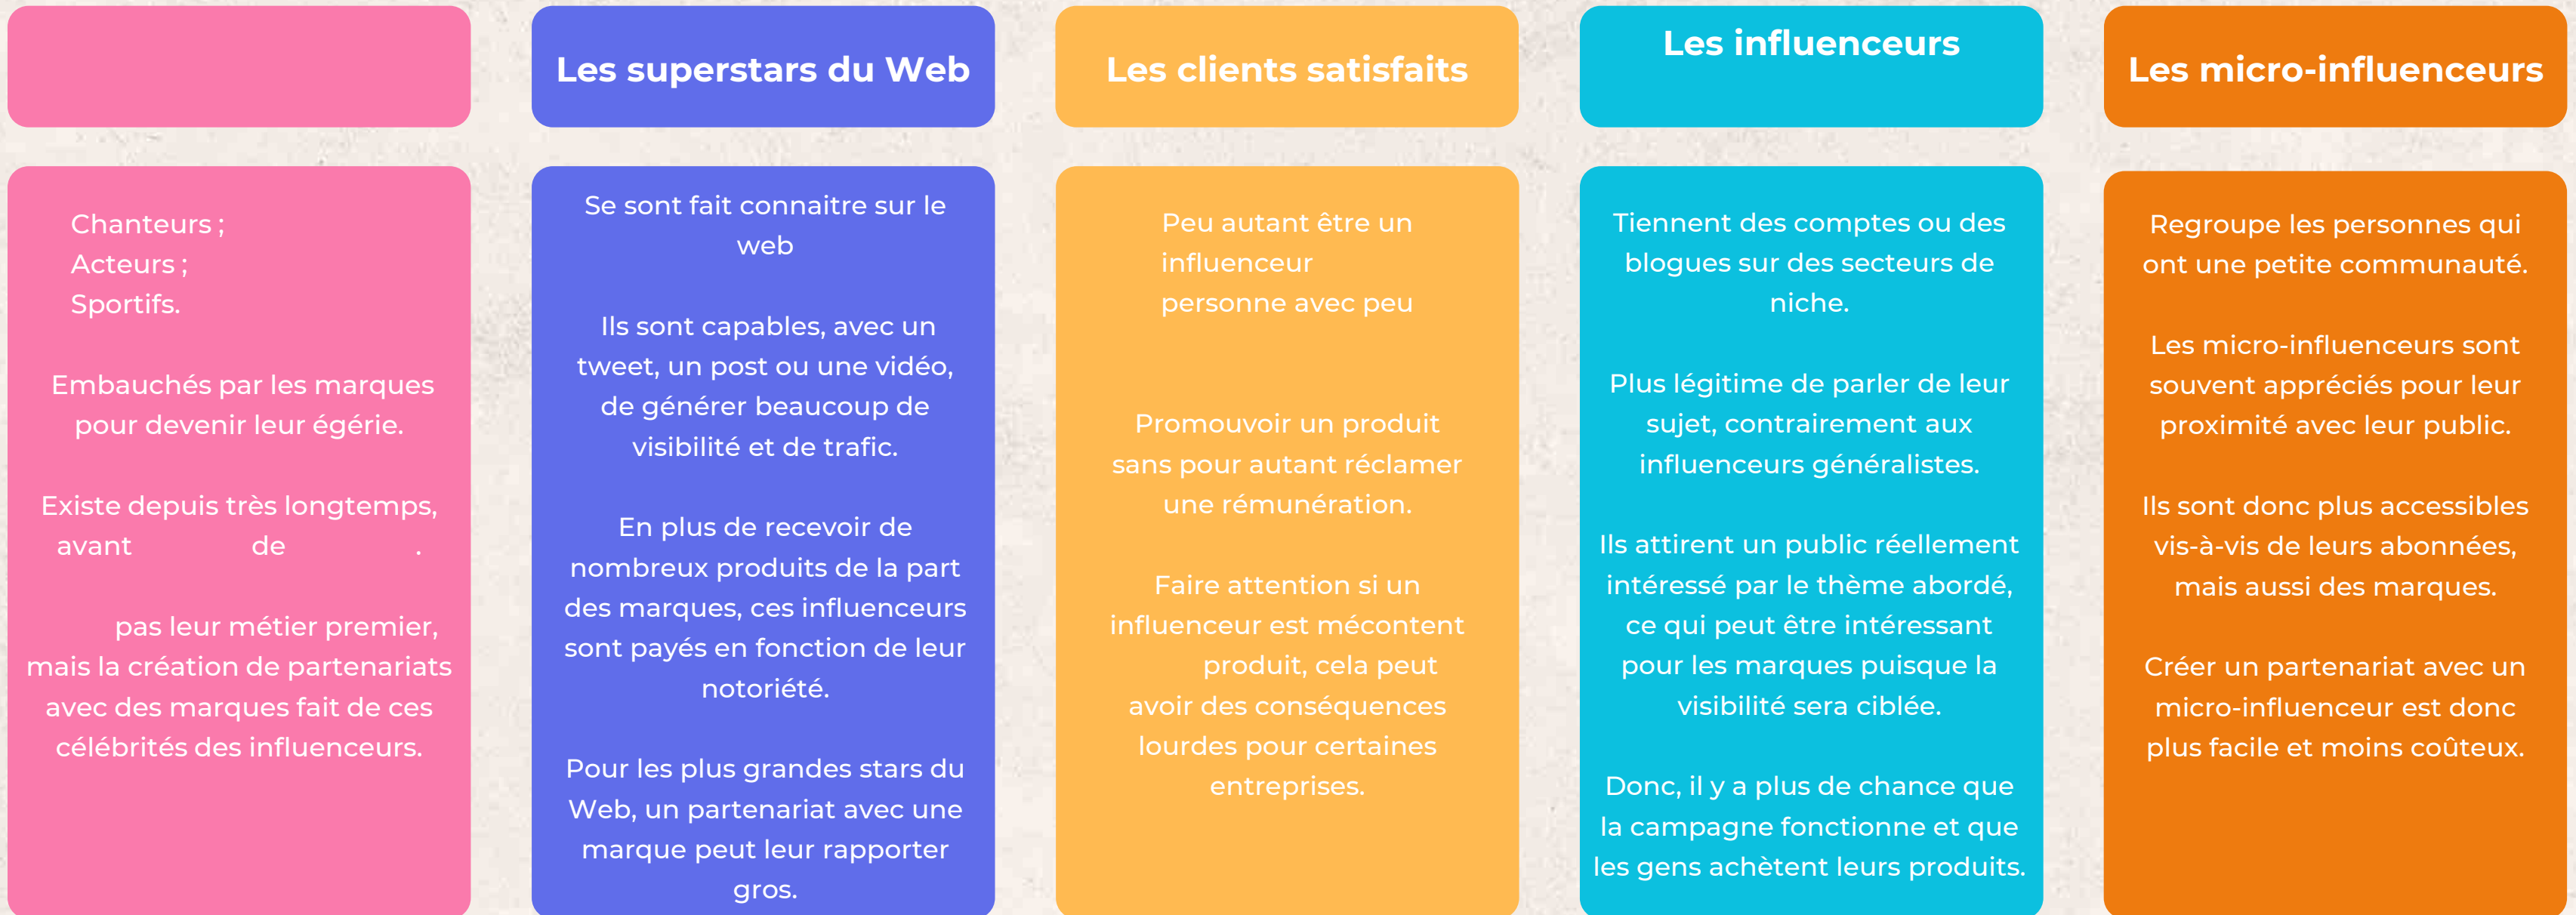 Les superstars du Web
Les clients satisfaits
Les influenceurs
Les micro-influenceurs
Chanteurs ;
Acteurs ;
Sportifs.
Embauchés par les marques
pour devenir leur égérie.
Existe depuis très longtemps,
avant de .
pas leur métier premier,
mais la création de partenariats
avec des marques fait de ces
célébrités des influenceurs.
Se sont fait connaitre sur le
web
Ils sont capables, avec un
tweet, un post ou une vidéo,
de générer beaucoup de
visibilité et de trafic.
En plus de recevoir de
nombreux produits de la part
des marques, ces influenceurs
sont payés en fonction de leur
notoriété.
Pour les plus grandes stars du
Web, un partenariat avec une
marque peut leur rapporter
gros.
Peu autant être un
influenceur
personne avec peu
Promouvoir un produit
sans pour autant réclamer
une rémunération.
Faire attention si un
influenceur est mécontent
produit, cela peut
avoir des conséquences
lourdes pour certaines
entreprises.
Tiennent des comptes ou des
blogues sur des secteurs de
niche.
Plus légitime de parler de leur
sujet, contrairement aux
influenceurs généralistes.
Ils attirent un public réellement
intéressé par le thème abordé,
ce qui peut être intéressant
pour les marques puisque la
visibilité sera ciblée.
Donc, il y a plus de chance que
la campagne fonctionne et que
les gens achètent leurs produits.
Regroupe les personnes qui
ont une petite communauté.
Les micro-influenceurs sont
souvent appréciés pour leur
proximité avec leur public.
Ils sont donc plus accessibles
vis-à-vis de leurs abonnées,
mais aussi des marques.
Créer un partenariat avec un
micro-influenceur est donc
plus facile et moins coûteux.